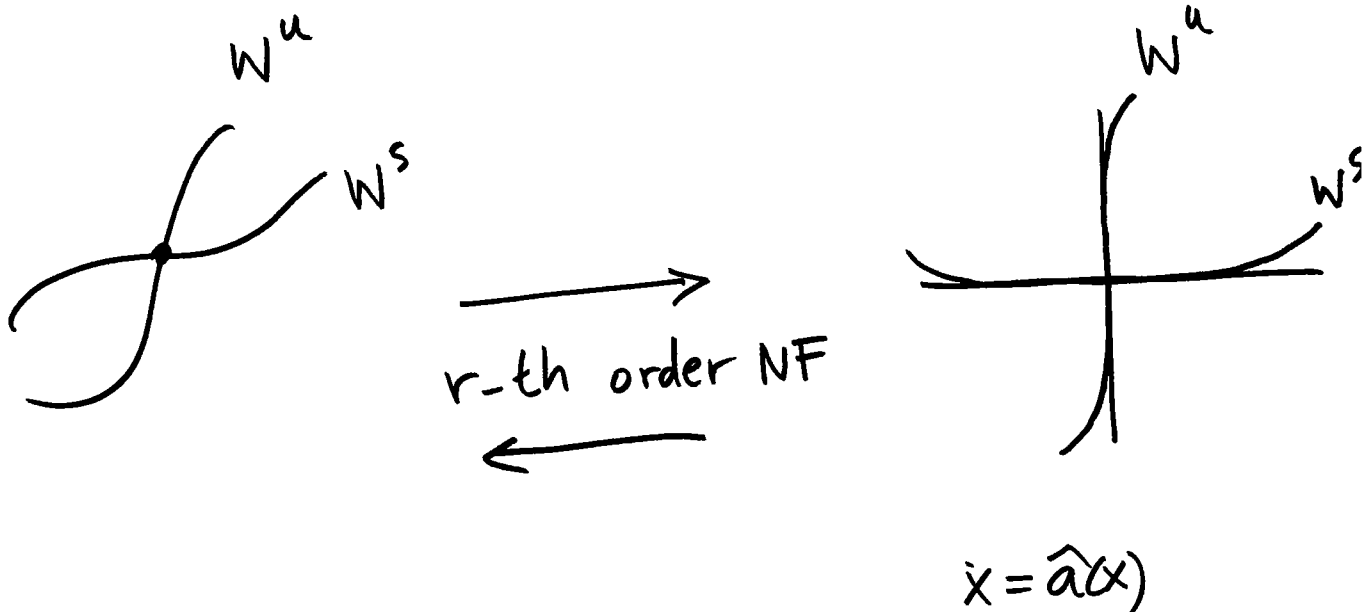 W^u
W^s
W^u
W^s
r-th order NF
ẋ = â(x)